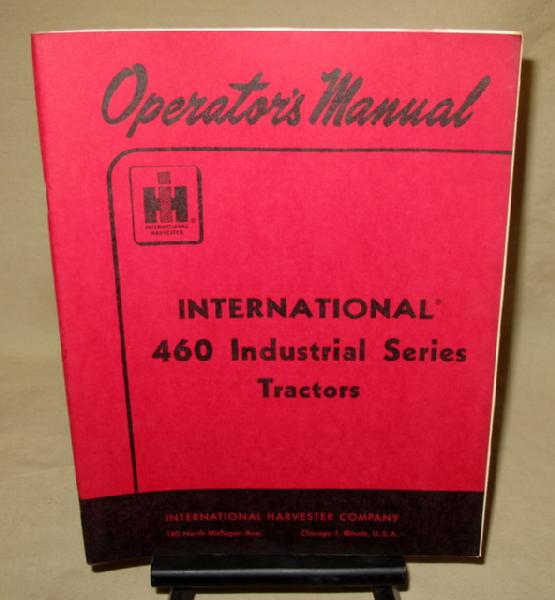 Operator's Manual
IH ®
INTERNATIONAL
HARVESTER
INTERNATIONAL®
460 Industrial Series
Tractors
INTERNATIONAL HARVESTER COMPANY
180 North Michigan Ave. Chicago 1, Illinois, U.S.A.